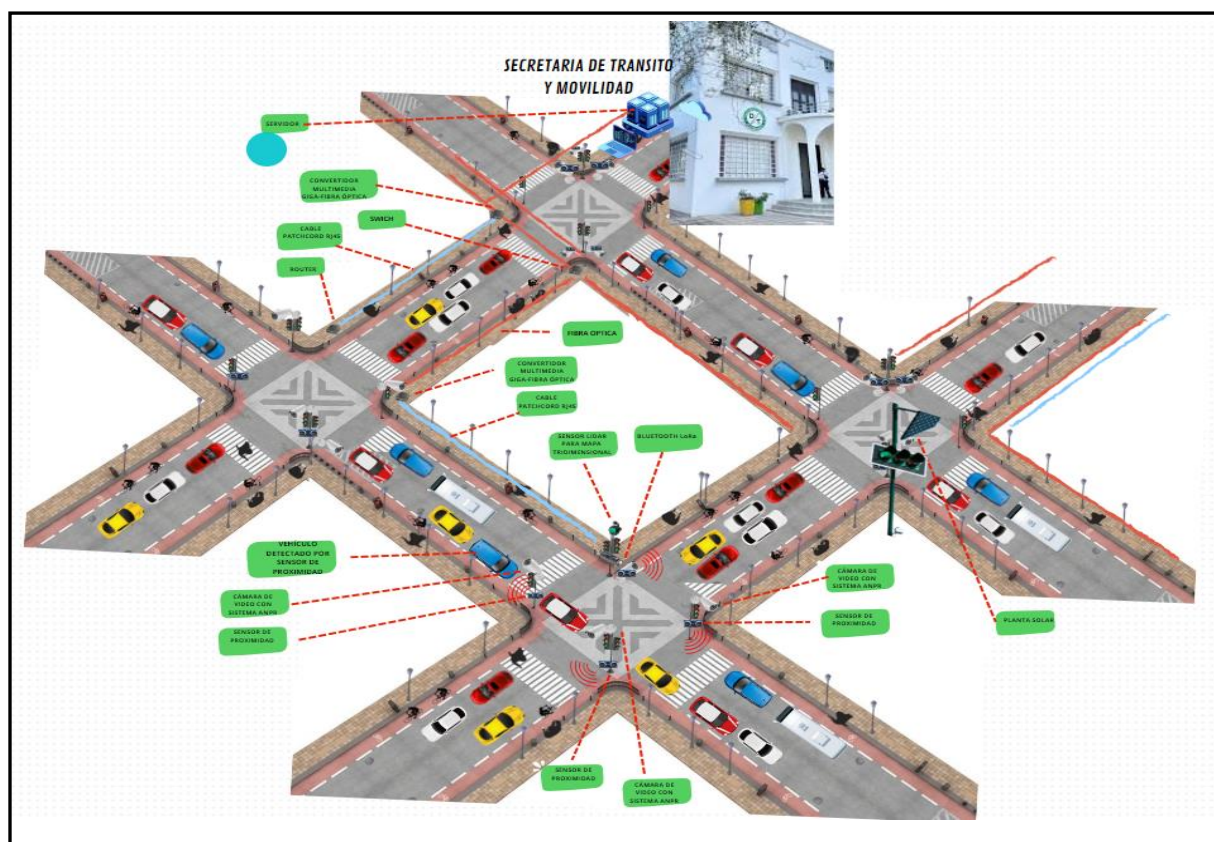 SECRETARIA DE TRANSITO
Y MOVILIDAD
SERVIDOR
CONVERTIDOR
MULTIMEDIA
GIGA-FIBRA ÓPTICA
SWICH
CABLE
PATCHCORD RJ45
ROUTER
FIBRA OPTICA
CONVERTIDOR
MULTIMEDIA
GIGA-FIBRA ÓPTICA
CABLE
PATCHCORD RJ45
SENSOR LIDAR
PARA MAPA
TRIDIMENSIONAL
BLUETOOTH LoRa
VEHÍCULO
DETECTADO POR
SENSOR DE
PROXIMIDAD
CÁMARA DE
VIDEO CON
SISTEMA ANPR
SENSOR DE
PROXIMIDAD
CÁMARA DE
VIDEO CON
SISTEMA ANPR
SENSOR DE
PROXIMIDAD
PLANTA SOLAR
SENSOR DE
PROXIMIDAD
CÁMARA DE
VIDEO CON
SISTEMA ANPR